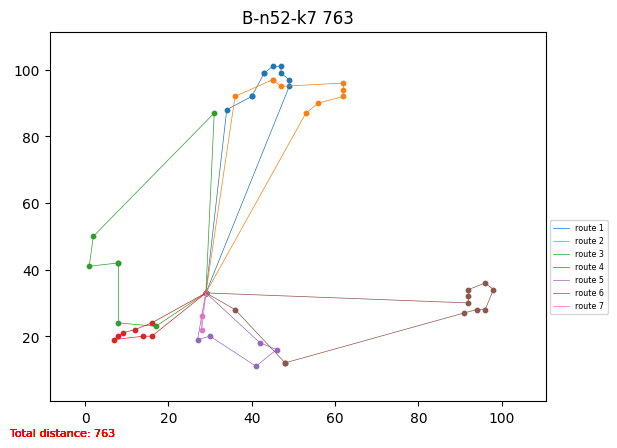 B-n52-k7 763
100
80
60
40
20
0
20
40
60
80
100
route 1
route 2
route 3
route 4
route 5
route 6
route 7
Total distance: 763